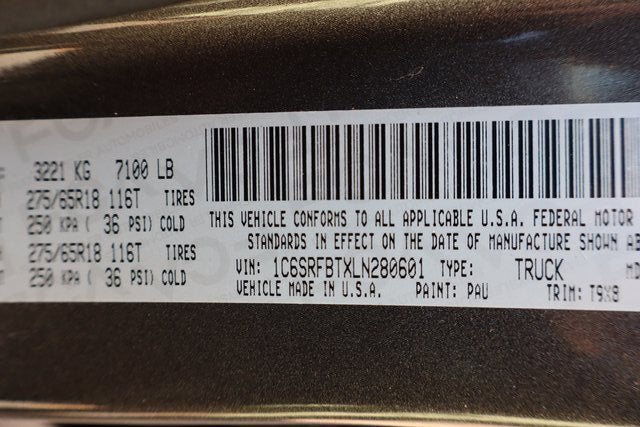 3221 KG 7100 LB
275/65R18 116T TIRES
250 KPA ( 36 PSI) COLD
275/65R18 116T TIRES
250 KPA ( 36 PSI) COLD
THIS VEHICLE CONFORMS TO ALL APPLICABLE U.S.A. FEDERAL MOTOR
STANDARDS IN EFFECT ON THE DATE OF MANUFACTURE SHOWN AB
VIN: 1C6SRFBTXLN280601 TYPE: TRUCK
VEHICLE MADE IN U.S.A. PAINT: PAU TRIM: T9X8